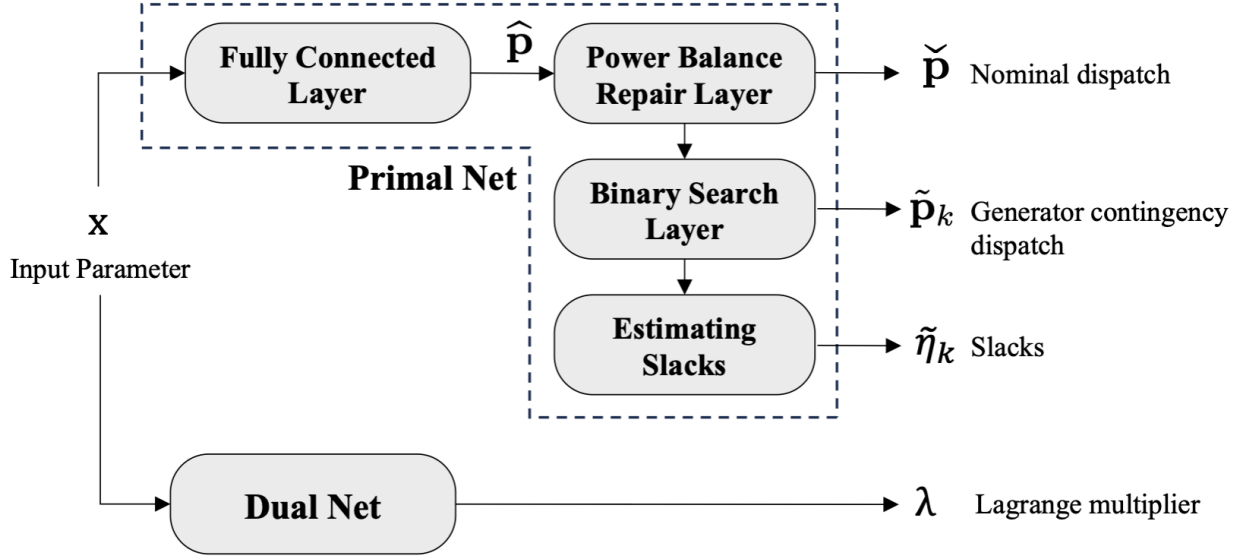 Fully Connected
Layer
p̂
Power Balance
Repair Layer
p̌ Nominal dispatch
Primal Net
Binary Search
Layer
p̃k Generator contingency
dispatch
x
Input Parameter
Estimating
Slacks
η̃k Slacks
Dual Net
λ Lagrange multiplier